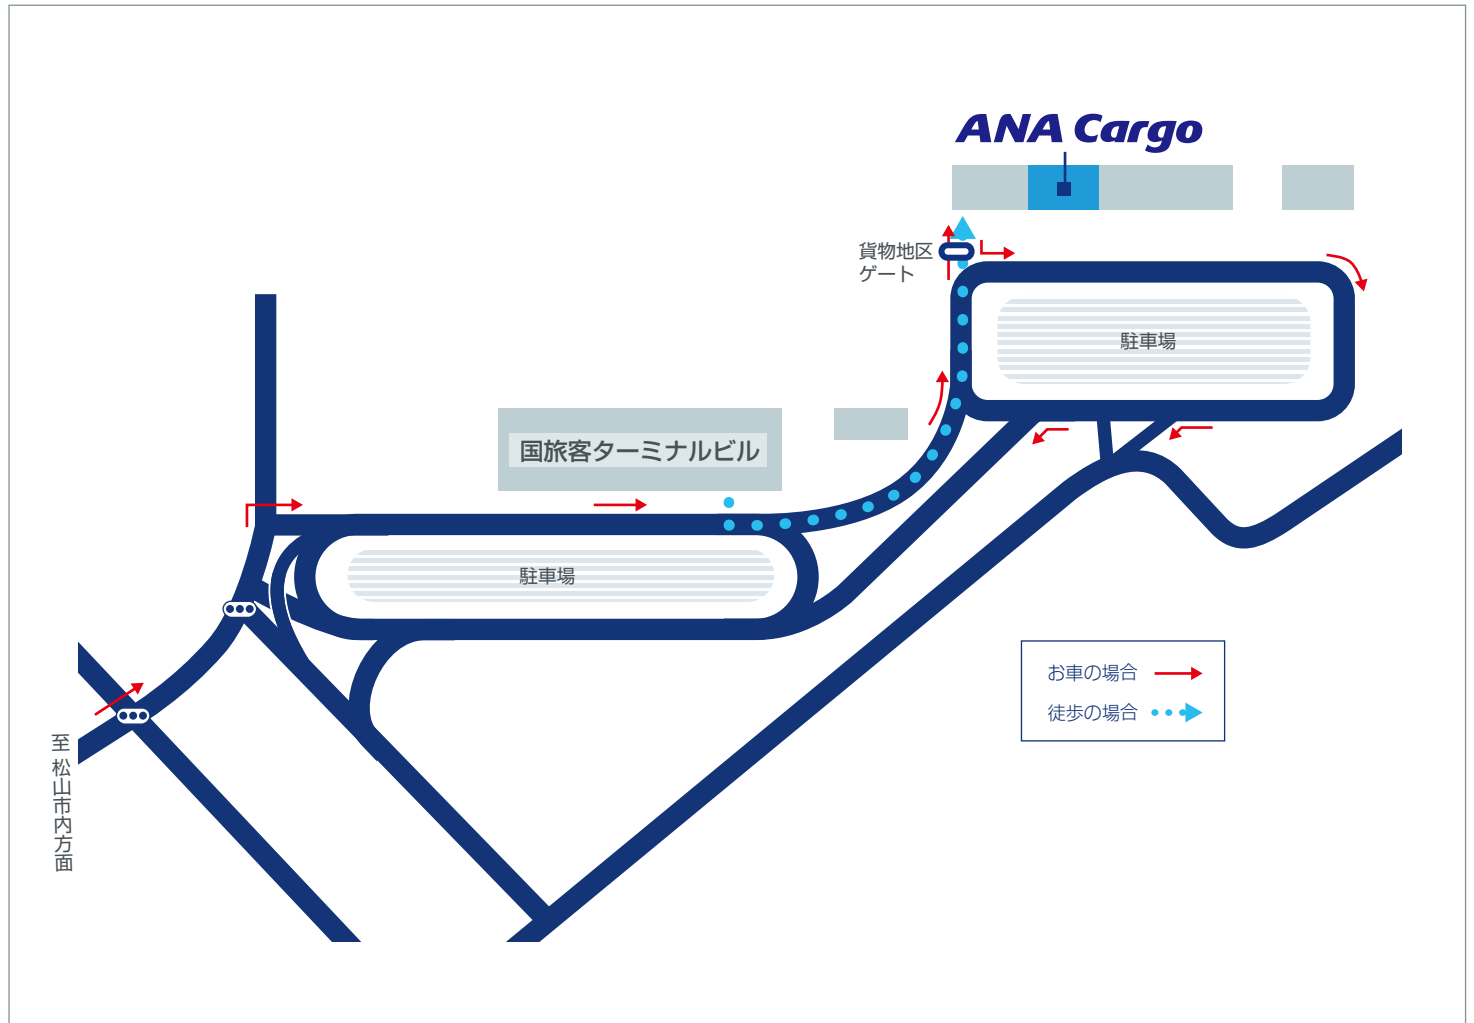 ANA Cargo
貨物地区
ゲート
駐車場
国旅客ターミナルビル
駐車場
お車の場合
徒歩の場合
至 松山市内方面